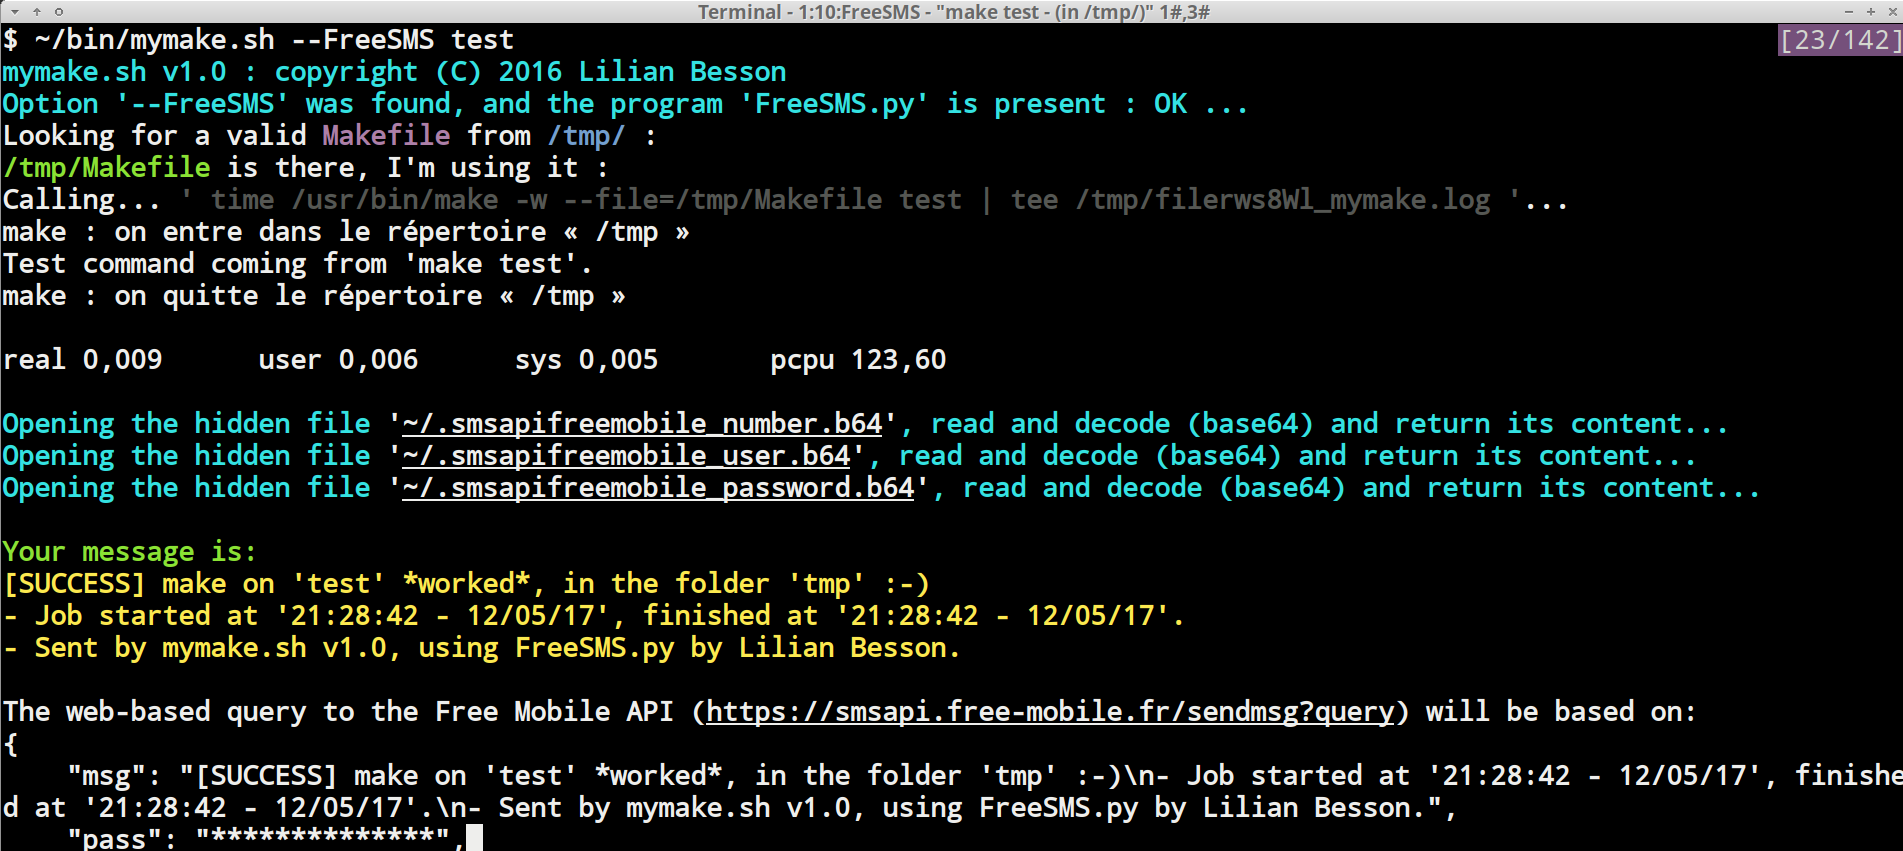 Terminal - 1:10:FreeSMS - "make test - (in /tmp/)" 1#,3#
$ ~/bin/mymake.sh --FreeSMS test [23/142]
mymake.sh v1.0 : copyright (C) 2016 Lilian Besson
Option '--FreeSMS' was found, and the program 'FreeSMS.py' is present : OK ...
Looking for a valid Makefile from /tmp/ :
/tmp/Makefile is there, I'm using it :
Calling... ' time /usr/bin/make -w --file=/tmp/Makefile test | tee /tmp/filerws8Wl_mymake.log '...
make : on entre dans le répertoire « /tmp »
Test command coming from 'make test'.
make : on quitte le répertoire « /tmp »
real 0,009      user 0,006      sys 0,005       pcpu 123,60
Opening the hidden file '~/.smsapifreemobile_number.b64', read and decode (base64) and return its content...
Opening the hidden file '~/.smsapifreemobile_user.b64', read and decode (base64) and return its content...
Opening the hidden file '~/.smsapifreemobile_password.b64', read and decode (base64) and return its content...
Your message is:
[SUCCESS] make on 'test' *worked*, in the folder 'tmp' :-)
- Job started at '21:28:42 - 12/05/17', finished at '21:28:42 - 12/05/17'.
- Sent by mymake.sh v1.0, using FreeSMS.py by Lilian Besson.
The web-based query to the Free Mobile API (https://smsapi.free-mobile.fr/sendmsg?query) will be based on:
{
    "msg": "[SUCCESS] make on 'test' *worked*, in the folder 'tmp' :-)\n- Job started at '21:28:42 - 12/05/17', finishe
d at '21:28:42 - 12/05/17'.\n- Sent by mymake.sh v1.0, using FreeSMS.py by Lilian Besson.",
    "pass": "**************",